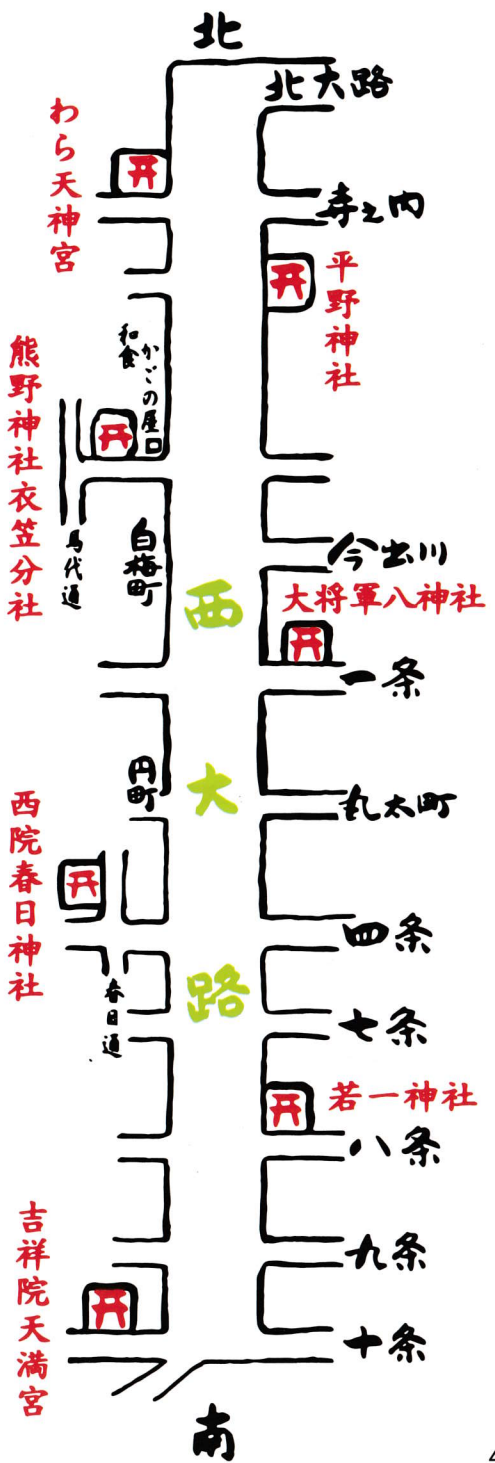 北
北大路
わら天神宮
寺之内
平野神社
和食
かごの屋
熊野神社衣笠分社
馬代通
白梅町
今出川
大将軍八神社
一条
西大路
円町
丸太町
西院春日神社
四条
春日通
七条
若一神社
八条
吉祥院天満宮
九条
十条
南